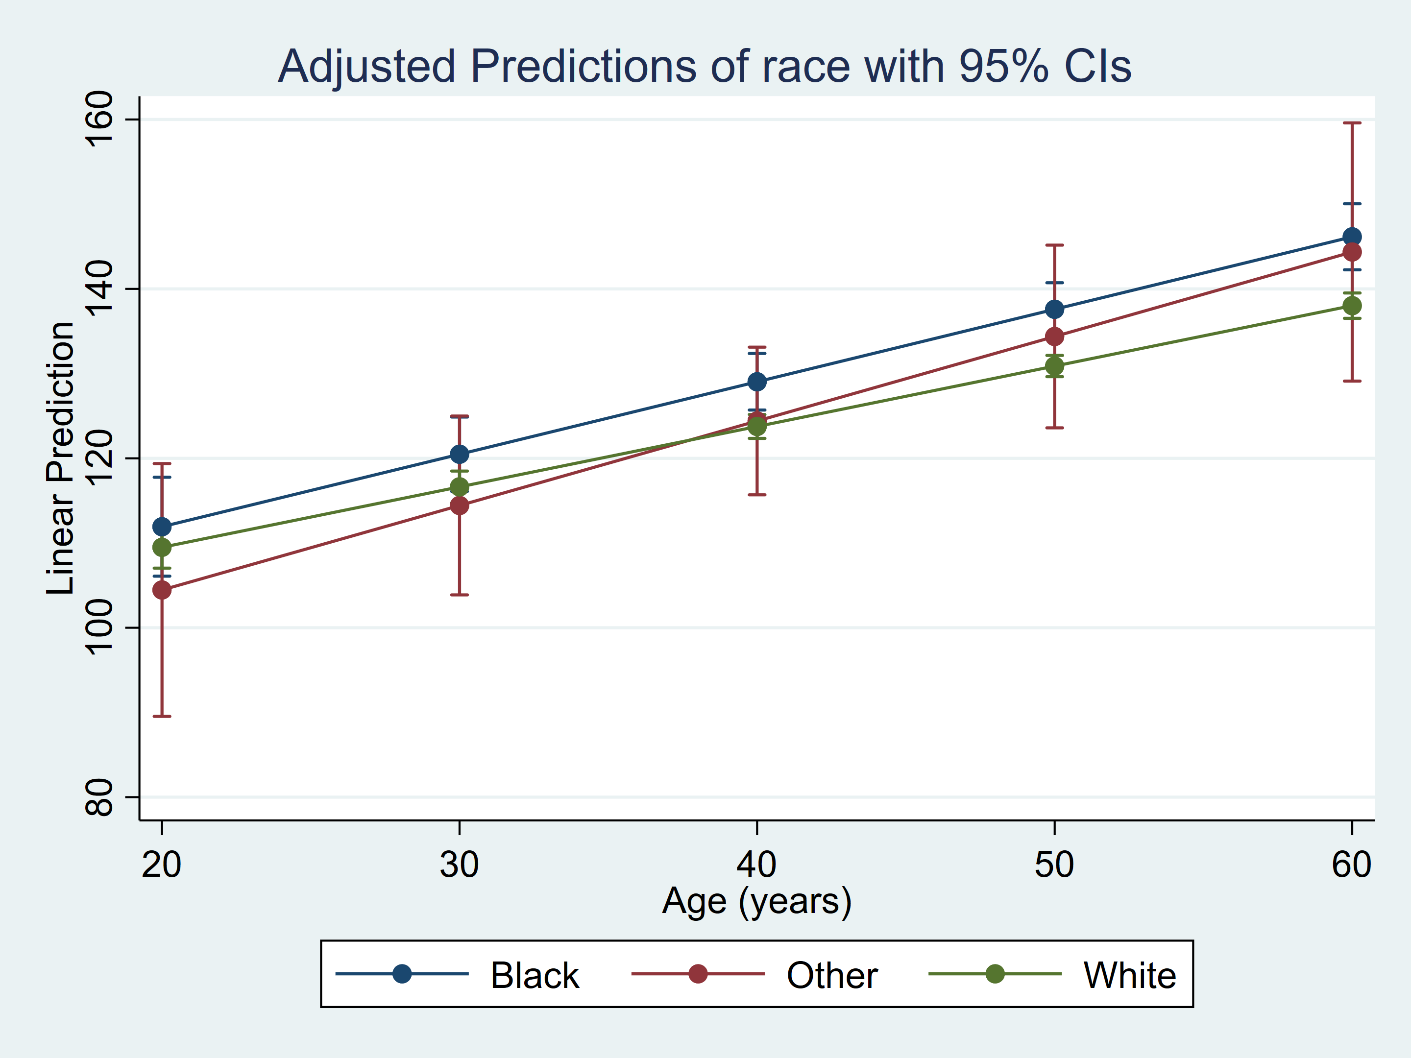 Adjusted Predictions of race with 95% CIs
Linear Prediction
160
140
120
100
80
20 30 40 50 60
Age (years)
Black Other White